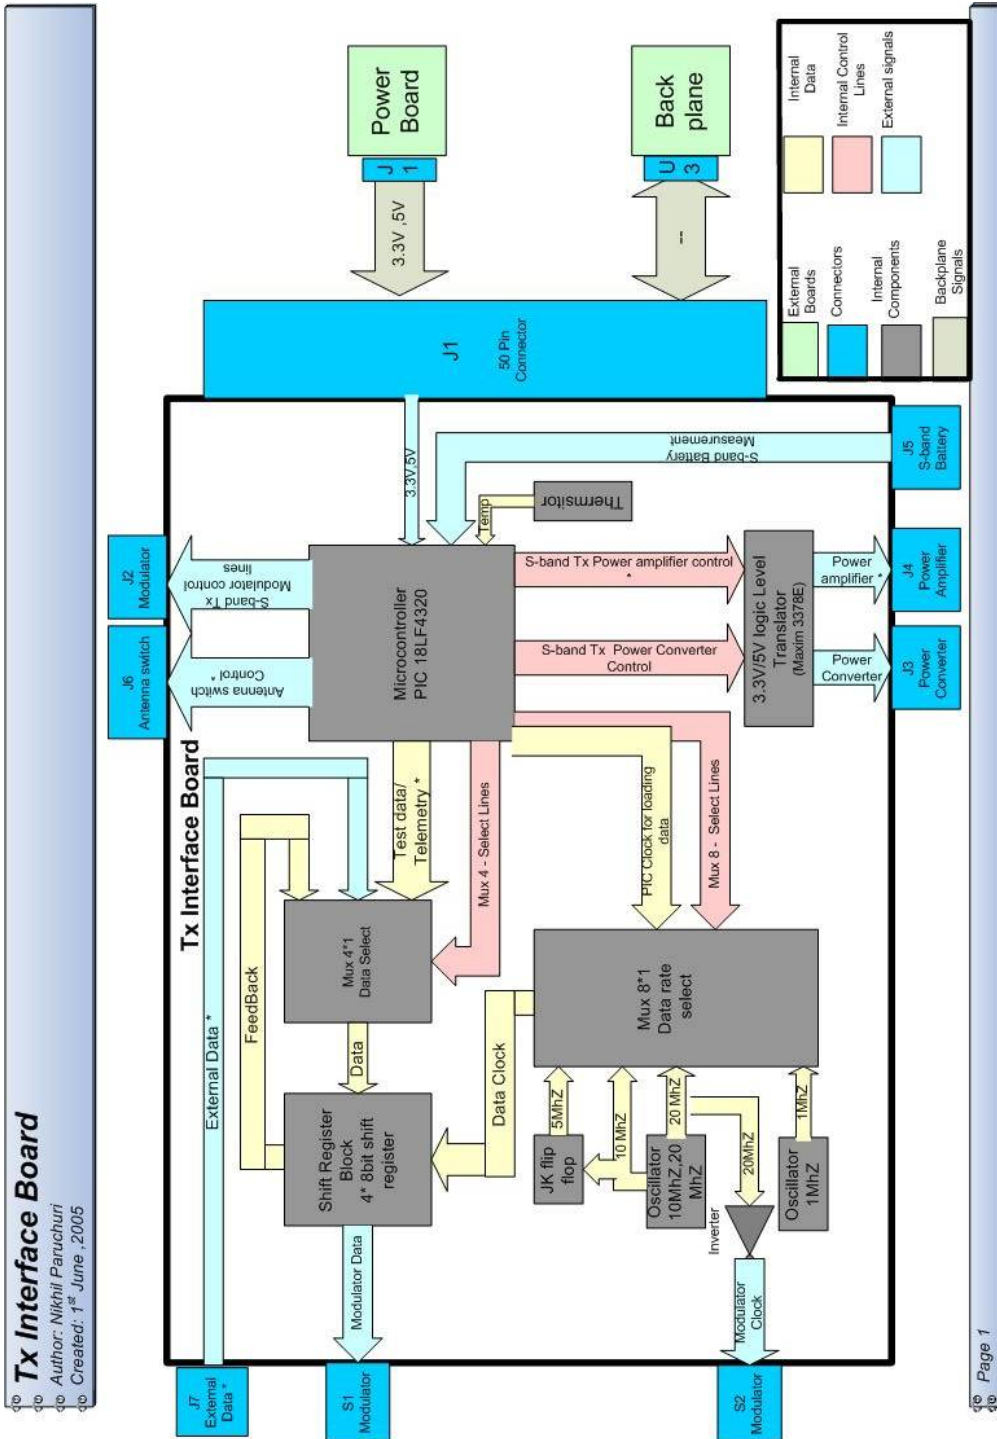 Tx Interface Board
Author: Nikhil Paruchuri
Created: 1st June ,2005
J7
External
Data *
S1
Modulator
S2
Modulator
Tx Interface Board
External Data *
FeedBack
Shift Register
Block
4* 8bit shift
register
Modulator Data
Data
Mux 4*1
Data Select
Test data/
Telemetry *
Mux 4 - Select Lines
Data Clock
JK flip
flop
5MhZ
10 MhZ
Oscillator
10MhZ,20
MhZ
20 MhZ
20MhZ
Inverter
Modulator
Clock
Oscillator
1MhZ
1MhZ
Mux 8*1
Data rate
select
PIC Clock for loading
data
Mux 8 - Select Lines
J6
Antenna switch
J2
Modulator
Antenna switch
Control *
S-band Tx
Modulator control
lines
Microcontroller
PIC 18LF4320
3.3V,5V
S-band Battery
Measurement
Temp
Thermsitor
S-band Tx Power amplifier control
*
S-band Tx Power Converter
Control
3.3V/5V logic Level
Translator
(Maxim 3378E)
Power
amplifier *
Power
Converter
J3
Power
Converter
J4
Power
Amplifier
J5
S-band
Battery
J1
50 Pin
Connector
3.3V ,5V
J
1
Power
Board
--
U
3
Back
plane
External
Boards
Internal
Data
Connectors
Internal Control
Lines
Internal
Components
External signals
Backplane
Signals
Page 1